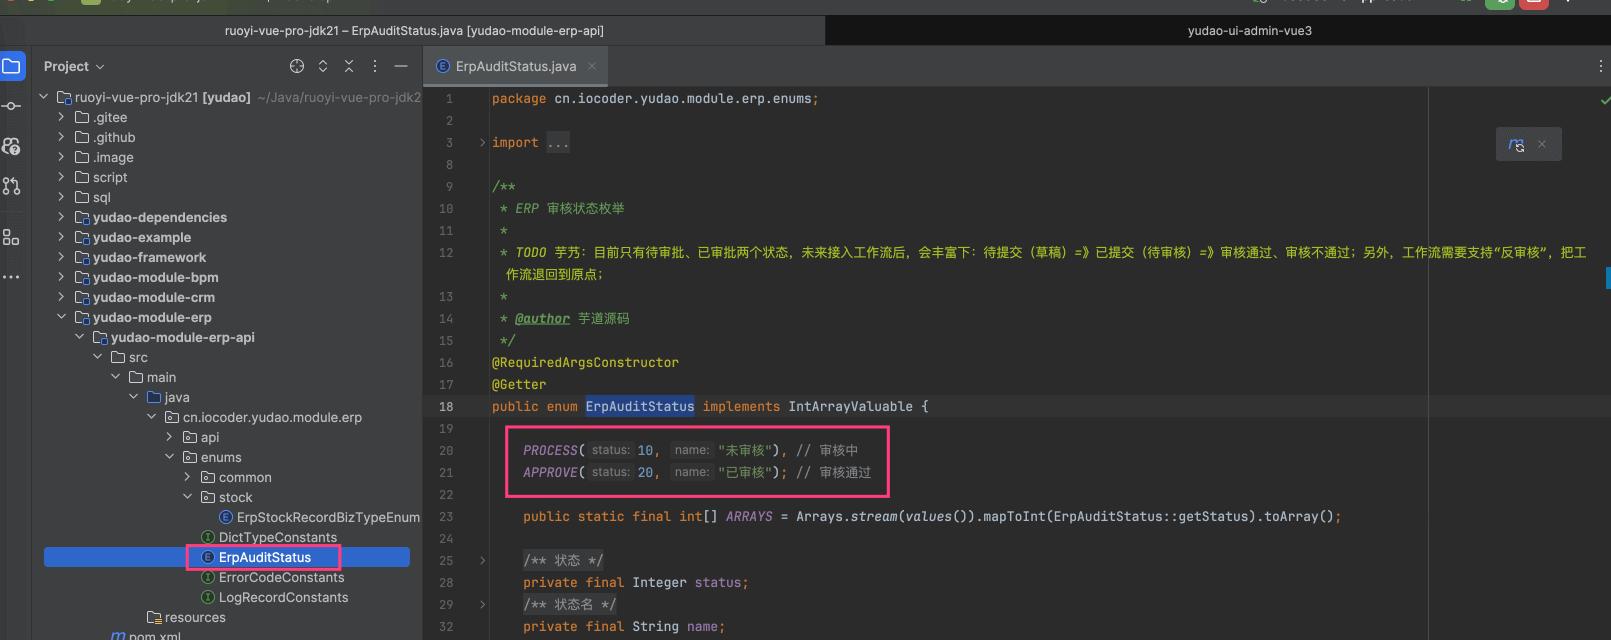 ruoyi-vue-pro-jdk21 – ErpAuditStatus.java [yudao-module-erp-api]
yudao-ui-admin-vue3
Project
ErpAuditStatus.java
ruoyi-vue-pro-jdk21 [yudao] ~/Java/ruoyi-vue-pro-jdk2
.gitee
.github
.image
script
sql
yudao-dependencies
yudao-example
yudao-framework
yudao-module-bpm
yudao-module-crm
yudao-module-erp
yudao-module-erp-api
src
main
java
cn.iocoder.yudao.module.erp
api
enums
common
stock
ErpStockRecordBizTypeEnum
DictTypeConstants
ErpAuditStatus
ErrorCodeConstants
LogRecordConstants
resources
pom.xml
1 package cn.iocoder.yudao.module.erp.enums;
2
3 import ...
8
9 /**
10 * ERP 审核状态枚举
11 *
12 * TODO 芋艿：目前只有待审批、已审批两个状态，未来接入工作流后，会丰富下：待提交（草稿）=》已提交（待审核）=》审核通过、审核不通过；另外，工作流需要支持“反审核”，把工
作流退回到原点；
13 *
14 * @author 芋道源码
15 */
16 @RequiredArgsConstructor
17 @Getter
18 public enum ErpAuditStatus implements IntArrayValuable {
19
20 PROCESS( status: 10, name: "未审核"), // 审核中
21 APPROVE( status: 20, name: "已审核"); // 审核通过
22
23 public static final int[] ARRAYS = Arrays.stream(values()).mapToInt(ErpAuditStatus::getStatus).toArray();
24
25 /** 状态 */
28 private final Integer status;
29 /** 状态名 */
32 private final String name;